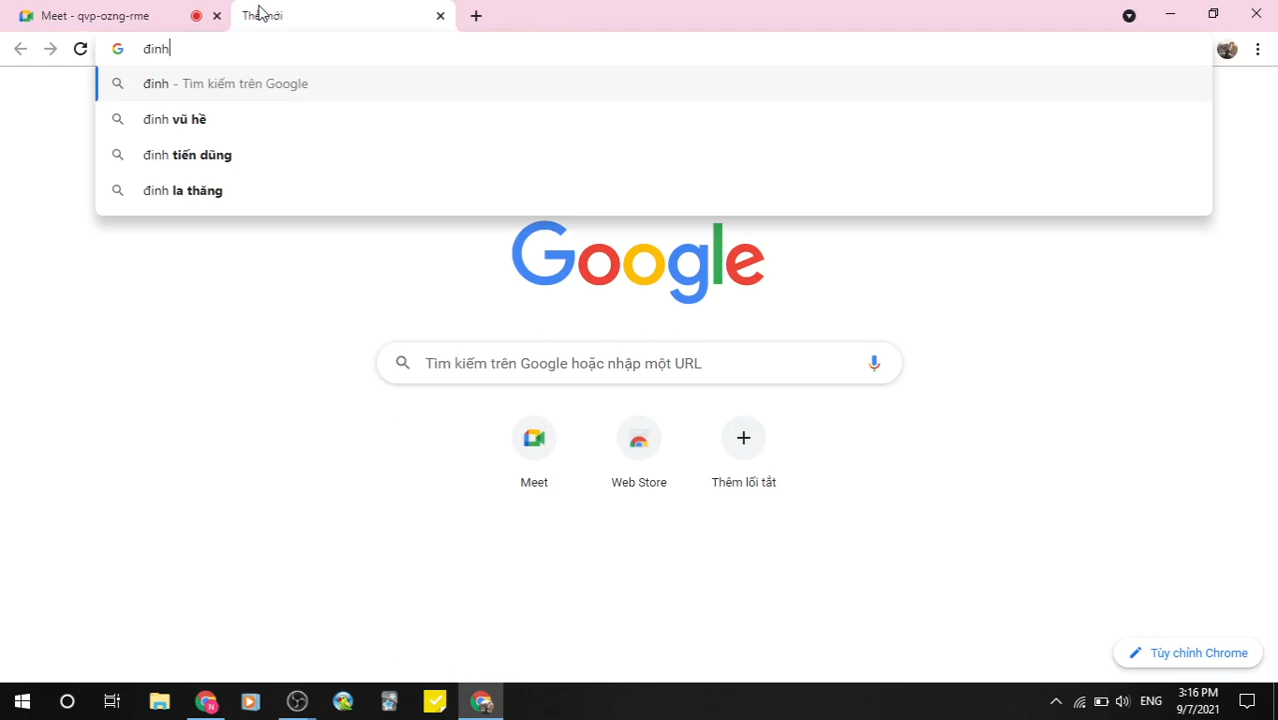 Meet - qvp-ozng-rme
đinh
đinh - Tìm kiếm trên Google
đinh vũ hề
đinh tiến dũng
đinh la thăng
Google
Tìm kiếm trên Google hoặc nhập một URL
Meet
Web Store
Thêm lối tắt
Tùy chỉnh Chrome
ENG
3:16 PM
9/7/2021